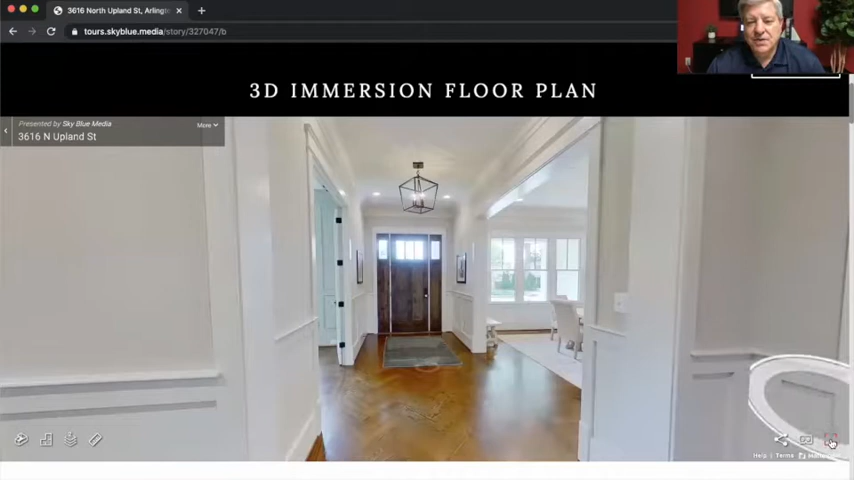 3616 North Upland St, Arlingto
tours.skyblue.media/story/327047/b
3D IMMERSION FLOOR PLAN
Presented by Sky Blue Media
More
3616 N Upland St
Help | Terms